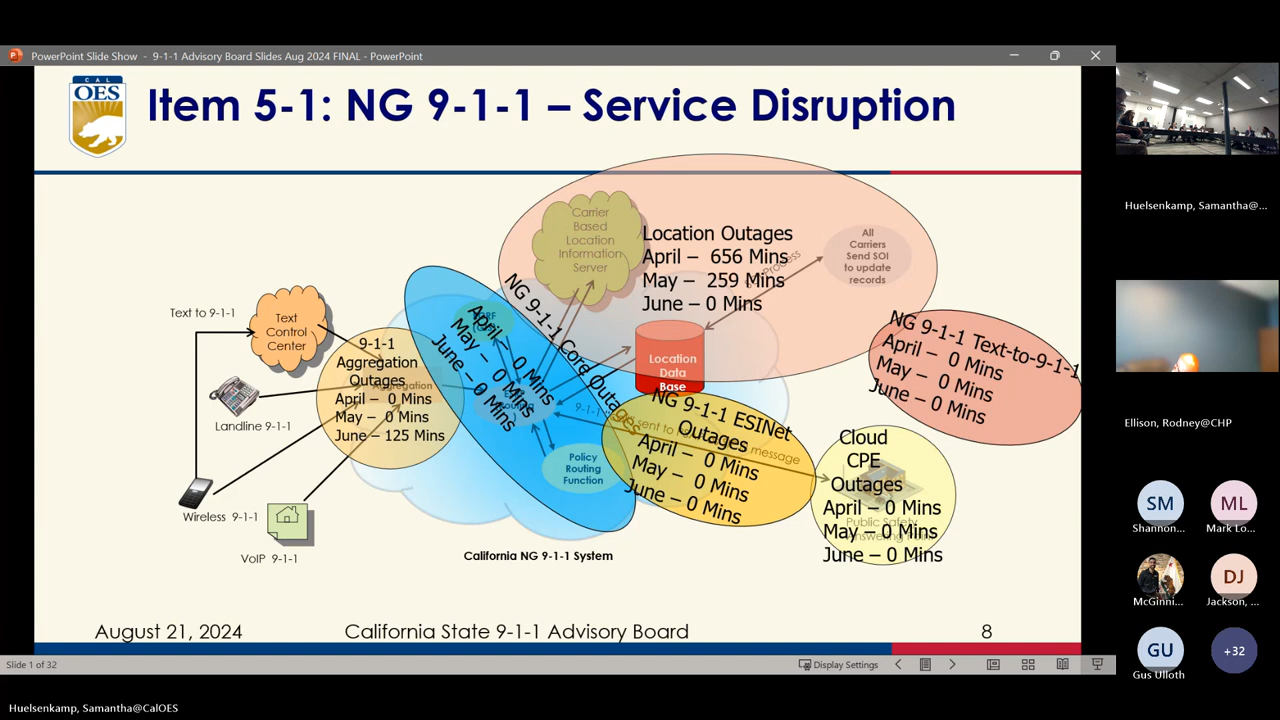 PowerPoint Slide Show - 9-1-1 Advisory Board Slides Aug 2024 FINAL - PowerPoint
CAL
OES
Item 5-1: NG 9-1-1 – Service Disruption
Carrier
Based
Location
Information
Server
Location Outages
April – 656 Mins
May – 259 Mins
June – 0 Mins
Process
All
Carriers
Send SOI
to update
records
Text to 9-1-1
Text
Control
Center
Landline 9-1-1
Wireless 9-1-1
VoIP 9-1-1
9-1-1
Aggregation
Outages
Aggregation
April – 0 Mins
May – 0 Mins
June – 125 Mins
NG 9-1-1 Core Outages
April – 0 Mins
May – 0 Mins
June – 0 Mins
Policy
Routing
Function
Location
Data
Base
NG 9-1-1 ESINet
Outages
April – 0 Mins
May – 0 Mins
June – 0 Mins
message
NG 9-1-1 Text-to-9-1-1
April – 0 Mins
May – 0 Mins
June – 0 Mins
Cloud
CPE
Outages
April – 0 Mins
May – 0 Mins
June – 0 Mins
Public Safety
Answering Point
California NG 9-1-1 System
August 21, 2024
California State 9-1-1 Advisory Board
8
Slide 1 of 32
Display Settings
Huelsenkamp, Samantha@CalOES
Huelsenkamp, Samantha@...
Ellison, Rodney@CHP
SM
Shannon...
ML
Mark Lo...
McGinni...
DJ
Jackson, ...
GU
Gus Ulloth
+32